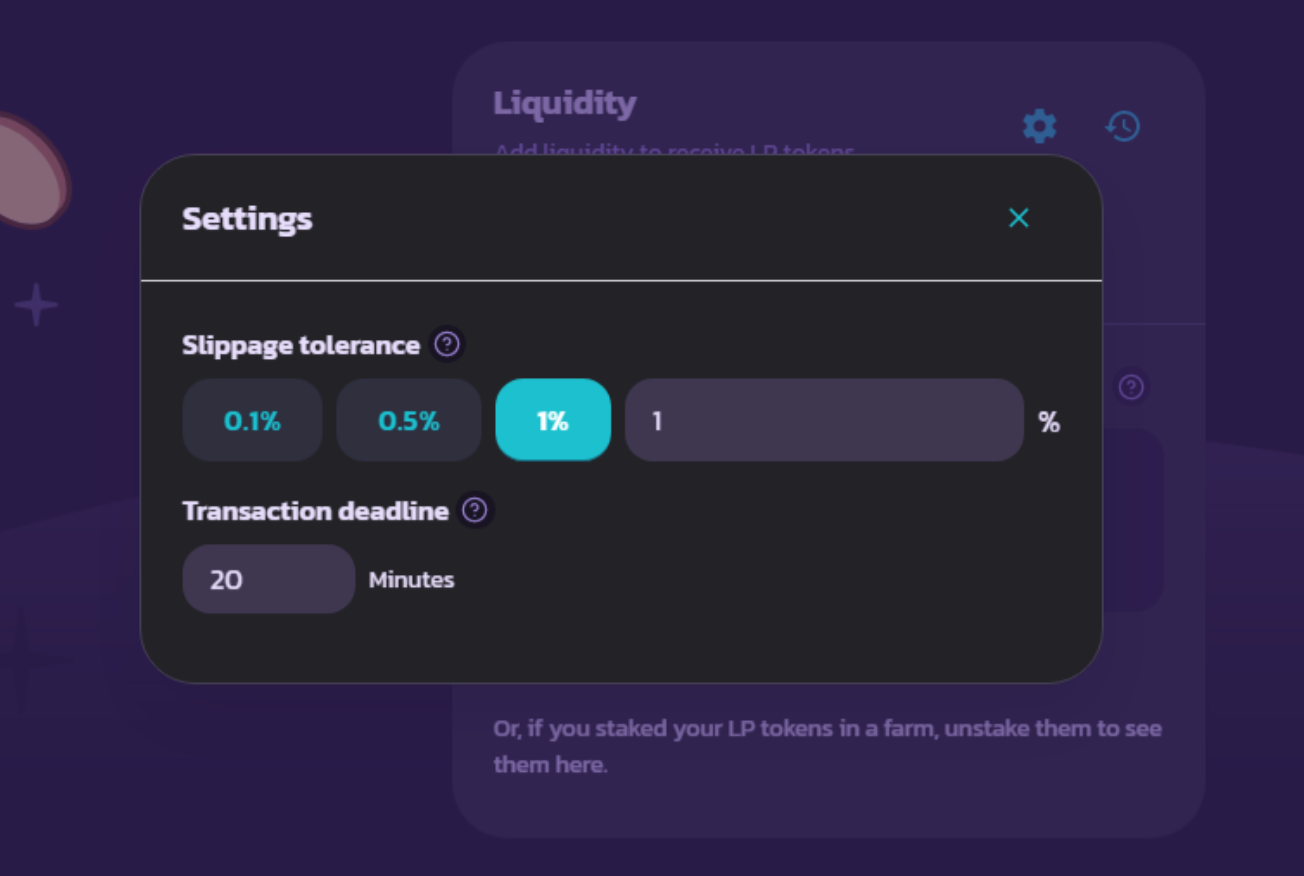 Liquidity
Add liquidity to receive LP tokens
Settings
Slippage tolerance
0.1% 0.5% 1% 1 %
Transaction deadline
20 Minutes
Or, if you staked your LP tokens in a farm, unstake them to see
them here.